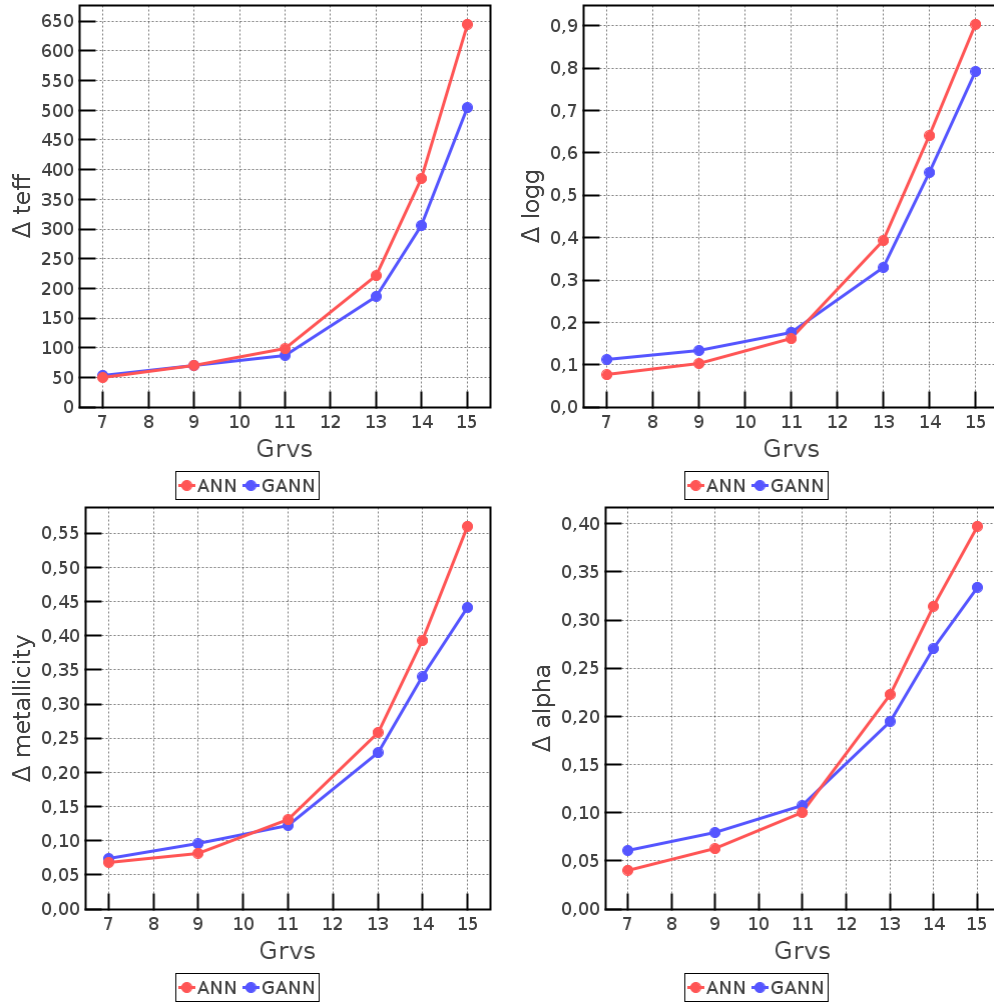 650
600
550
500
450
400
350
300
250
200
150
100
50
0
Δ teff
7 8 9 10 11 12 13 14 15
Grvs
ANN GANN
0,9
0,8
0,7
0,6
0,5
0,4
0,3
0,2
0,1
0,0
Δ logg
7 8 9 10 11 12 13 14 15
Grvs
ANN GANN
0,55
0,50
0,45
0,40
0,35
0,30
0,25
0,20
0,15
0,10
0,05
0,00
Δ metallicity
7 8 9 10 11 12 13 14 15
Grvs
ANN GANN
0,40
0,35
0,30
0,25
0,20
0,15
0,10
0,05
0,00
Δ alpha
7 8 9 10 11 12 13 14 15
Grvs
ANN GANN